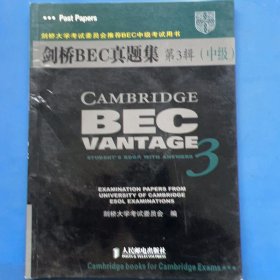 Past Papers
剑桥大学考试委员会推荐BEC中级考试用书
剑桥BEC真题集 第3辑（中级）
CAMBRIDGE
BEC
VANTAGE
STUDENT'S BOOK WITH ANSWERS
3
EXAMINATION PAPERS FROM
UNIVERSITY OF CAMBRIDGE
ESOL EXAMINATIONS
剑桥大学考试委员会 编
人民邮电出版社
POSTS & TELECOM PRESS
Cambridge books for Cambridge Exams